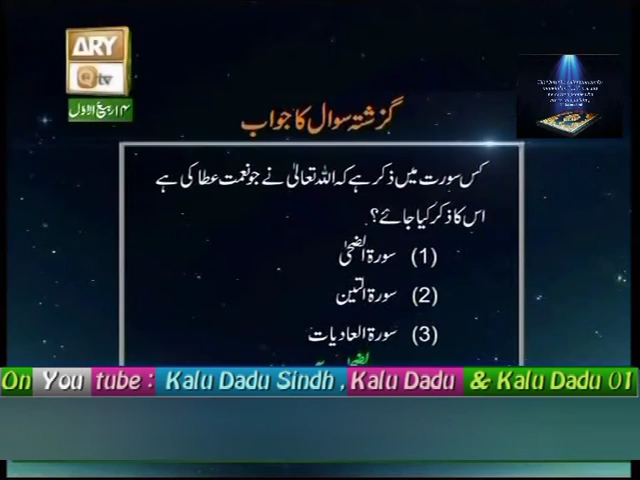 ARY
Qtv
۱۴ ربیع الاول
گزشتہ سوال کا جواب
کس سورت میں ذکر ہے کہ اللہ تعالیٰ نے جو نعمت عطا کی ہے
اس کا ذکر کیا جائے؟
(1) سورۃ الضحیٰ
(2) سورۃ التین
(3) سورۃ العادیات
On You tube : Kalu Dadu Sindh , Kalu Dadu & Kalu Dadu 01